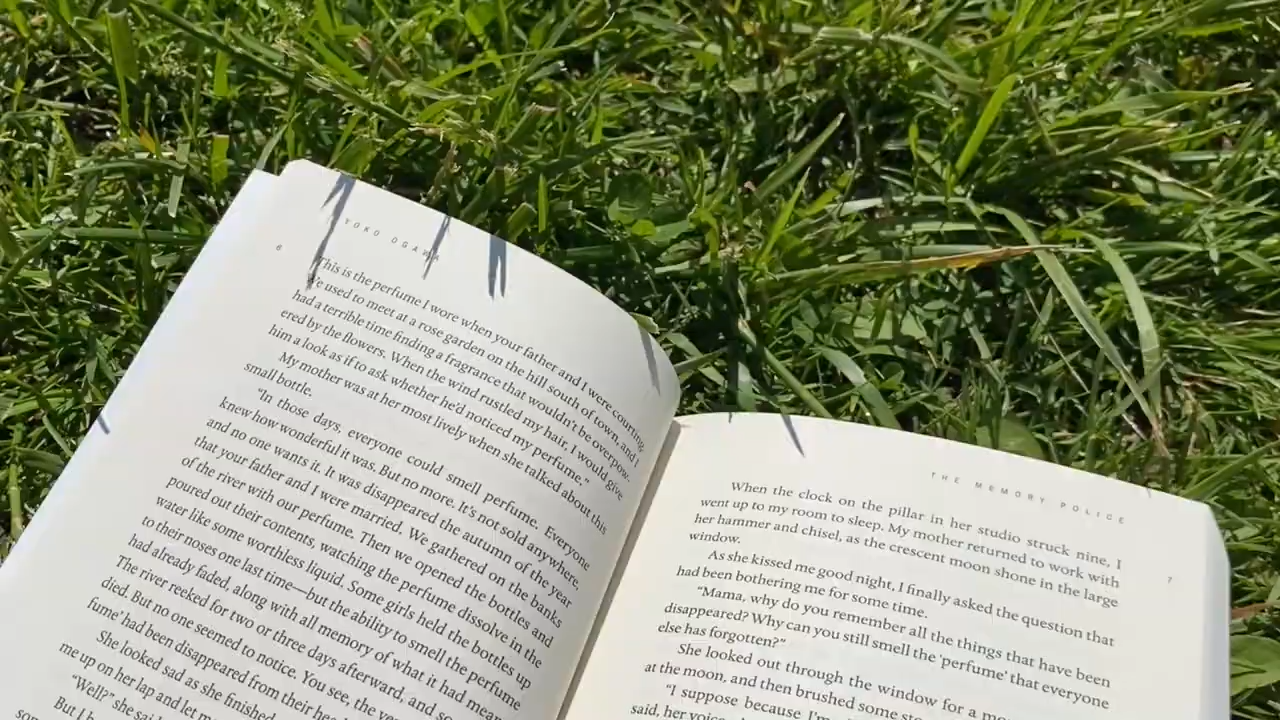 6
YOKO OGAWA
This is the perfume I wore when your father and I were courting.
We used to meet at a rose garden on the hill south of town, and I
had a terrible time finding a fragrance that wouldn't be overpow-
ered by the flowers. When the wind rustled my hair, I would give
him a look as if to ask whether he'd noticed my perfume."
My mother was at her most lively when she talked about this
small bottle.
"In those days, everyone could smell perfume. Everyone
knew how wonderful it was. But no more. It's not sold anywhere,
and no one wants it. It was disappeared the autumn of the year
that your father and I were married. We gathered on the banks
of the river with our perfume. Then we opened the bottles and
poured out their contents, watching the perfume dissolve in the
water like some worthless liquid. Some girls held the bottles up
to their noses one last time—but the ability to smell the perfume
had already faded, along with all memory of what it had mean
The river reeked for two or three days afterward, and
died. But no one seemed to notice. You see, the
fume' had been disappeared from their
She looked sad as she finished
me up on her lap and let
"Well?" she
But I
THE MEMORY POLICE
7
When the clock on the pillar in her studio struck nine, I
went up to my room to sleep. My mother returned to work with
her hammer and chisel, as the crescent moon shone in the large
window.
As she kissed me good night, I finally asked the question that
had been bothering me for some time.
"Mama, why do you remember all the things that have been
disappeared? Why can you still smell the 'perfume' that everyone
else has forgotten?"
She looked out through the window for a
at the moon, and then brushed some
"I suppose because
said, her